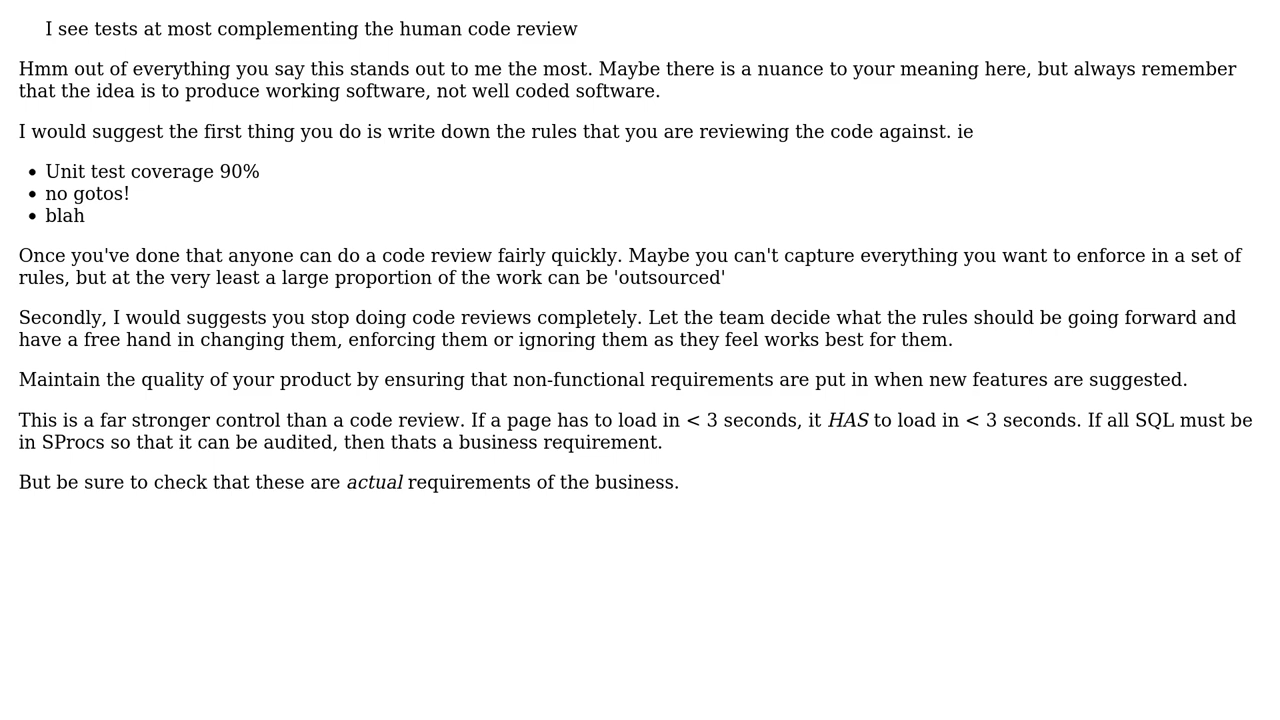 I see tests at most complementing the human code review
Hmm out of everything you say this stands out to me the most. Maybe there is a nuance to your meaning here, but always remember
that the idea is to produce working software, not well coded software.
I would suggest the first thing you do is write down the rules that you are reviewing the code against. ie
• Unit test coverage 90%
• no gotos!
• blah
Once you've done that anyone can do a code review fairly quickly. Maybe you can't capture everything you want to enforce in a set of
rules, but at the very least a large proportion of the work can be 'outsourced'
Secondly, I would suggests you stop doing code reviews completely. Let the team decide what the rules should be going forward and
have a free hand in changing them, enforcing them or ignoring them as they feel works best for them.
Maintain the quality of your product by ensuring that non-functional requirements are put in when new features are suggested.
This is a far stronger control than a code review. If a page has to load in < 3 seconds, it HAS to load in < 3 seconds. If all SQL must be
in SProcs so that it can be audited, then thats a business requirement.
But be sure to check that these are actual requirements of the business.